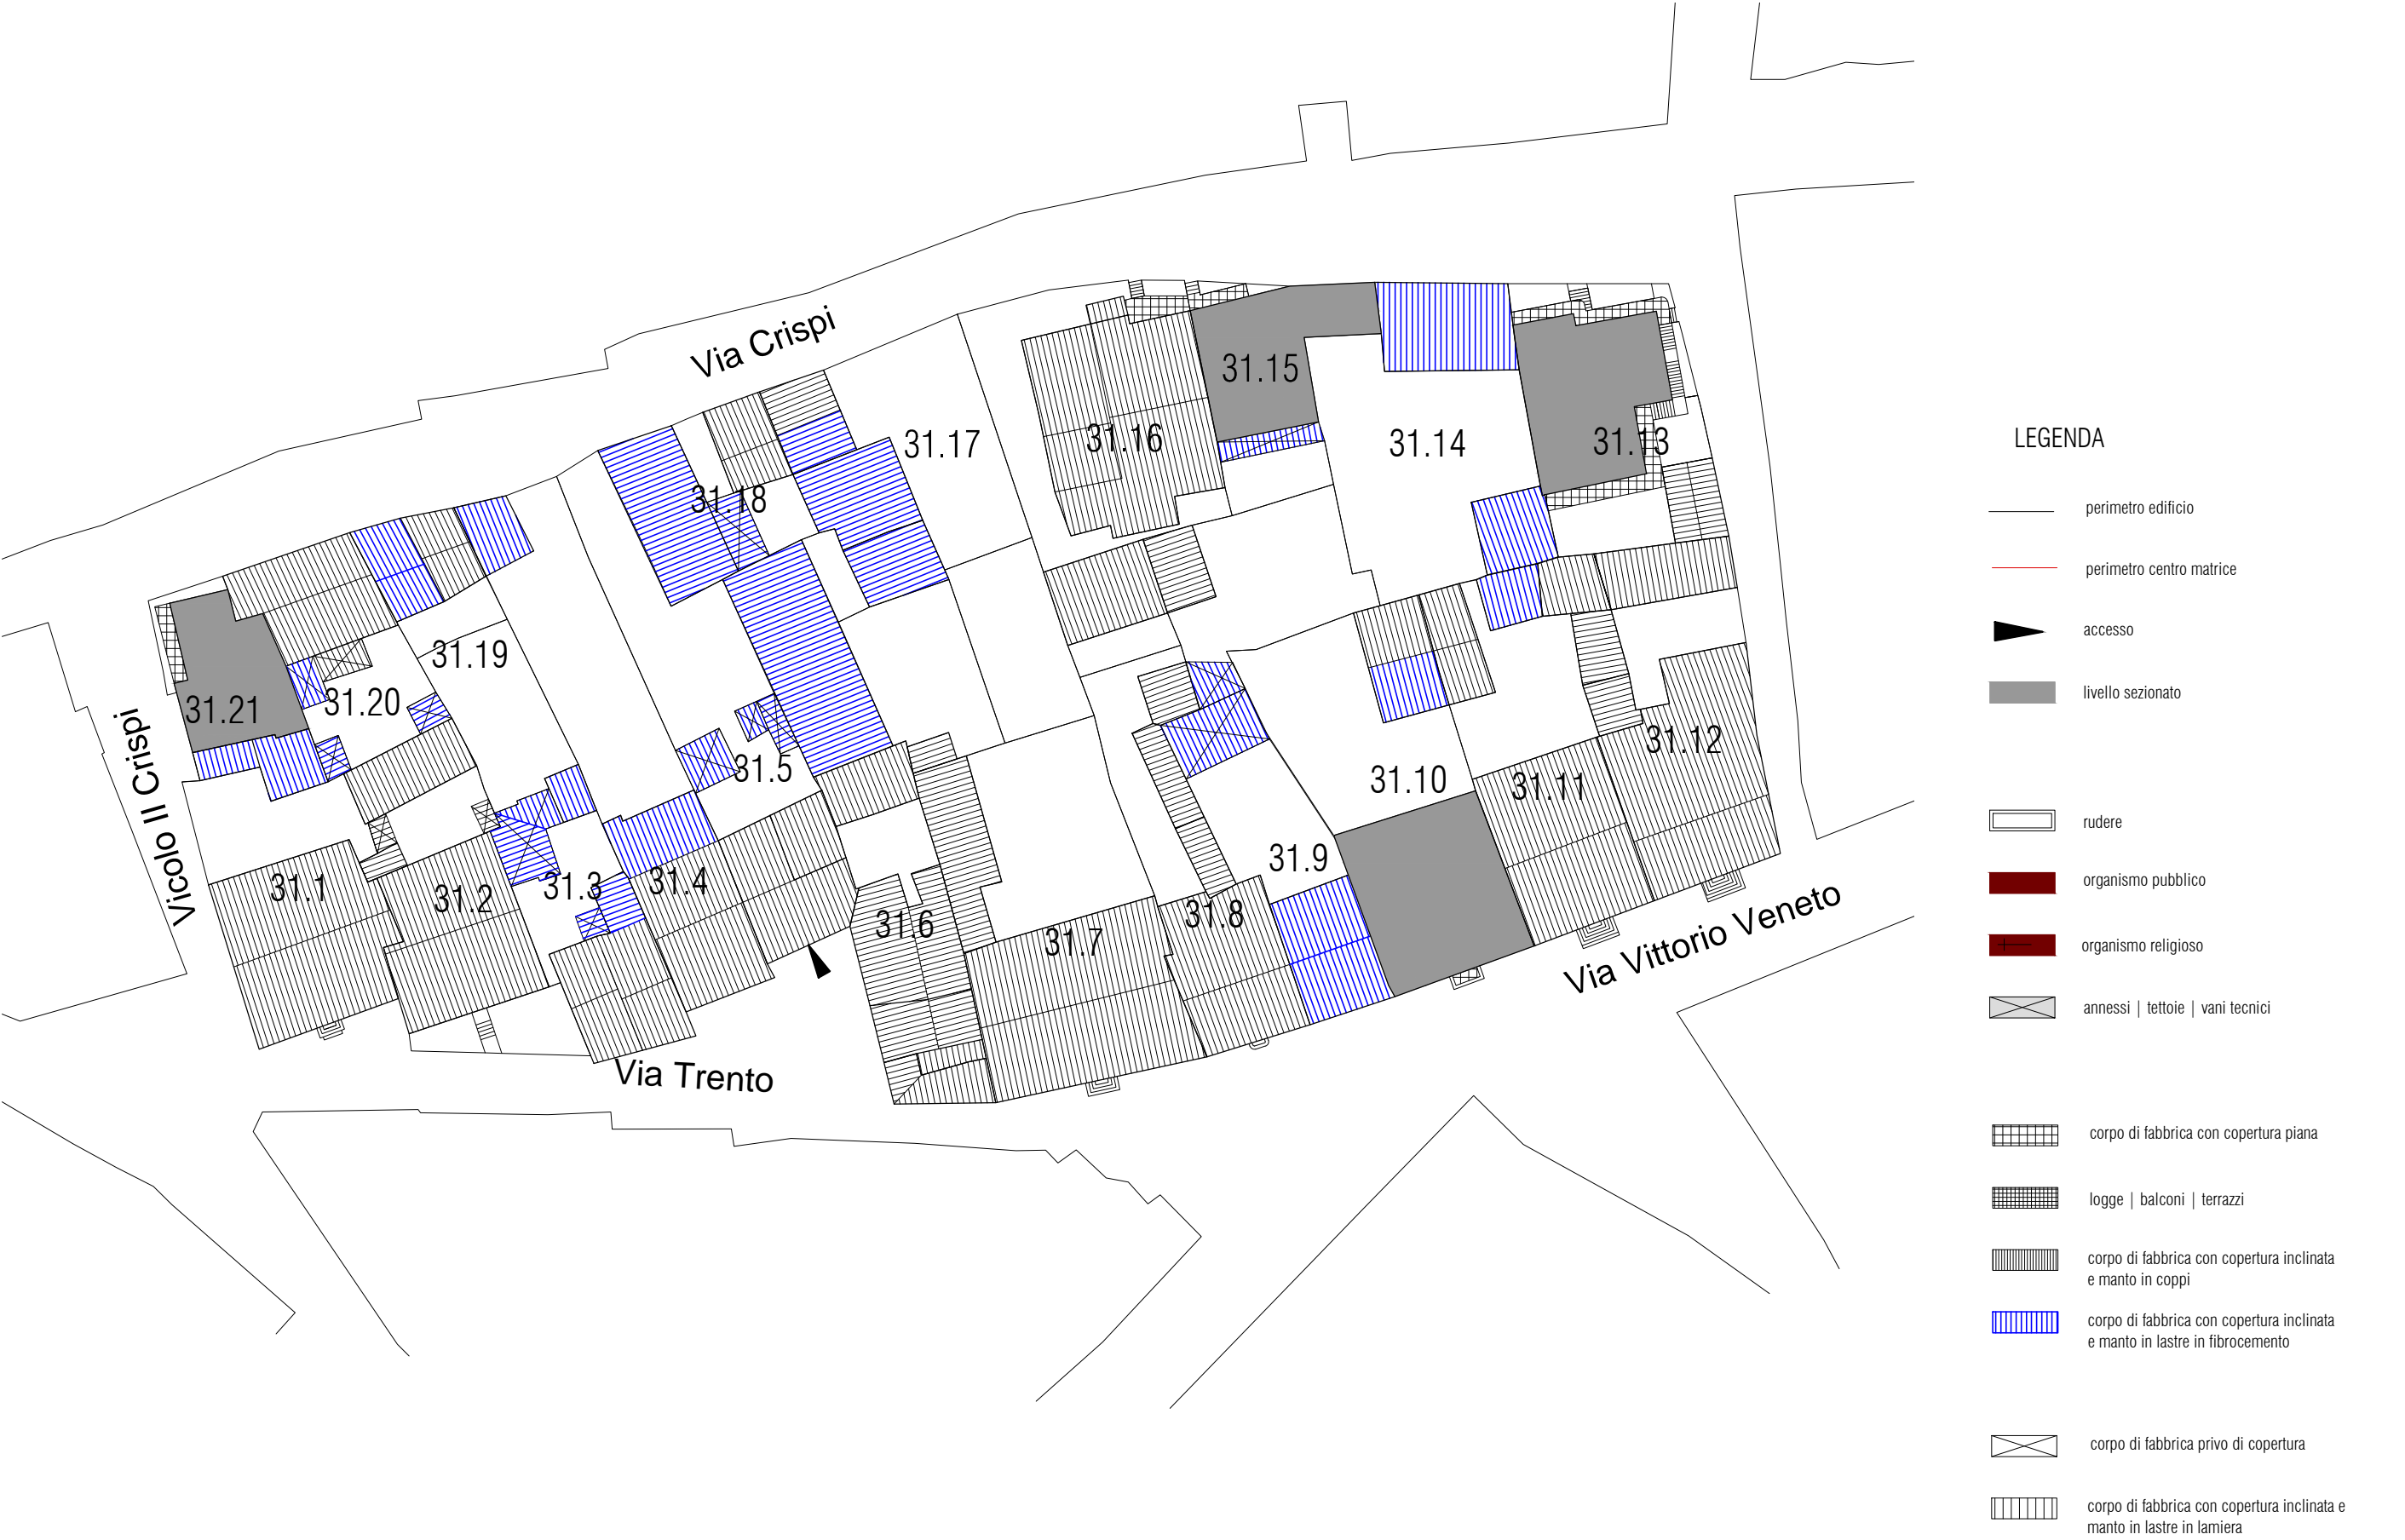 Via Crispi
31.15
31.17
31.16
31.14
31.13
31.18
31.19
31.20
31.21
31.5
31.12
31.10
31.11
Vicolo II Crispi
31.1
31.2
31.3
31.4
31.9
31.6
31.8
31.7
Via Vittorio Veneto
Via Trento
LEGENDA
perimetro edificio
perimetro centro matrice
accesso
livello sezionato
rudere
organismo pubblico
organismo religioso
annessi | tettoie | vani tecnici
corpo di fabbrica con copertura piana
logge | balconi | terrazzi
corpo di fabbrica con copertura inclinata
e manto in coppi
corpo di fabbrica con copertura inclinata
e manto in lastre in fibrocemento
corpo di fabbrica privo di copertura
corpo di fabbrica con copertura inclinata e
manto in lastre in lamiera